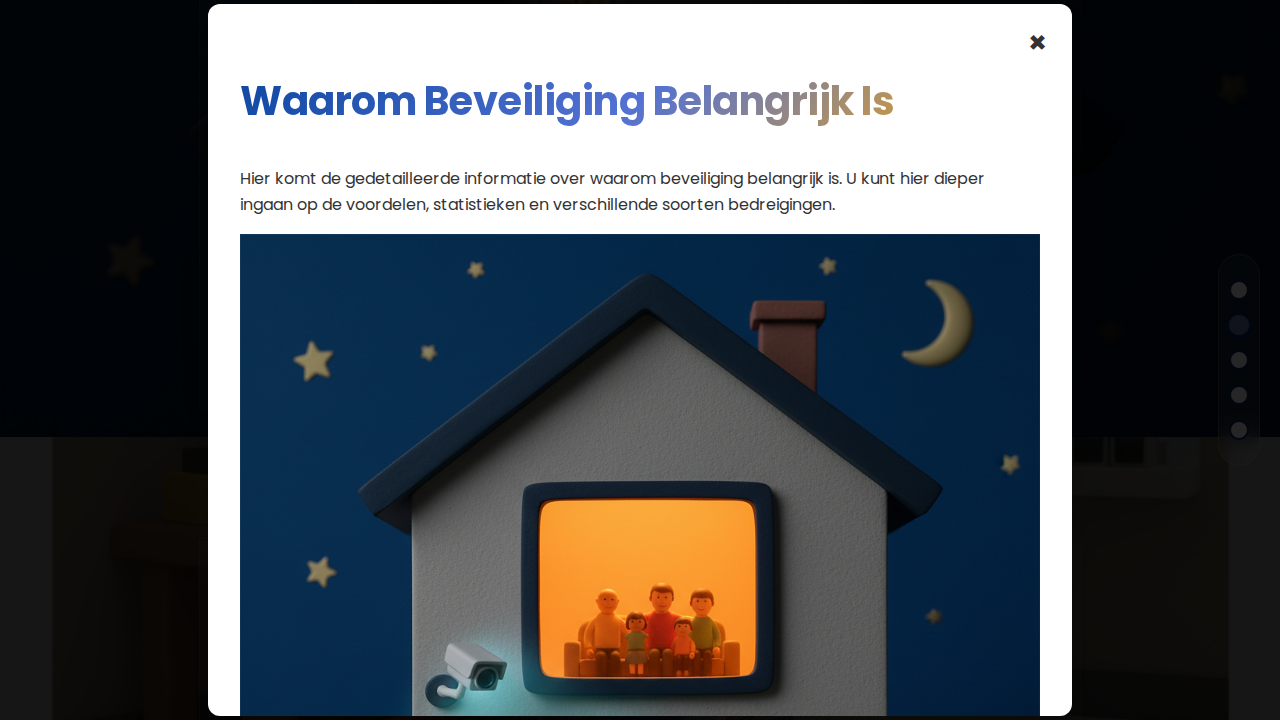 ✖
Waarom Beveiliging Belangrijk Is
Hier komt de gedetailleerde informatie over waarom beveiliging belangrijk is. U kunt hier dieper
ingaan op de voordelen, statistieken en verschillende soorten bedreigingen.